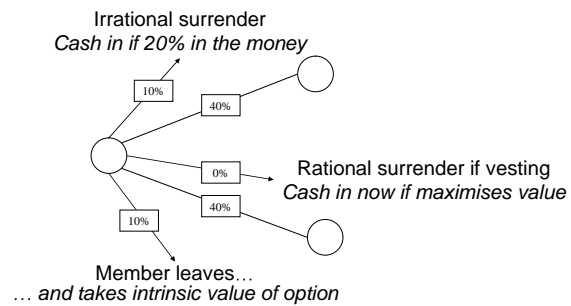 Irrational surrender
Cash in if 20% in the money
10%
40%
0%
Rational surrender if vesting
Cash in now if maximises value
40%
10%
Member leaves…
… and takes intrinsic value of option